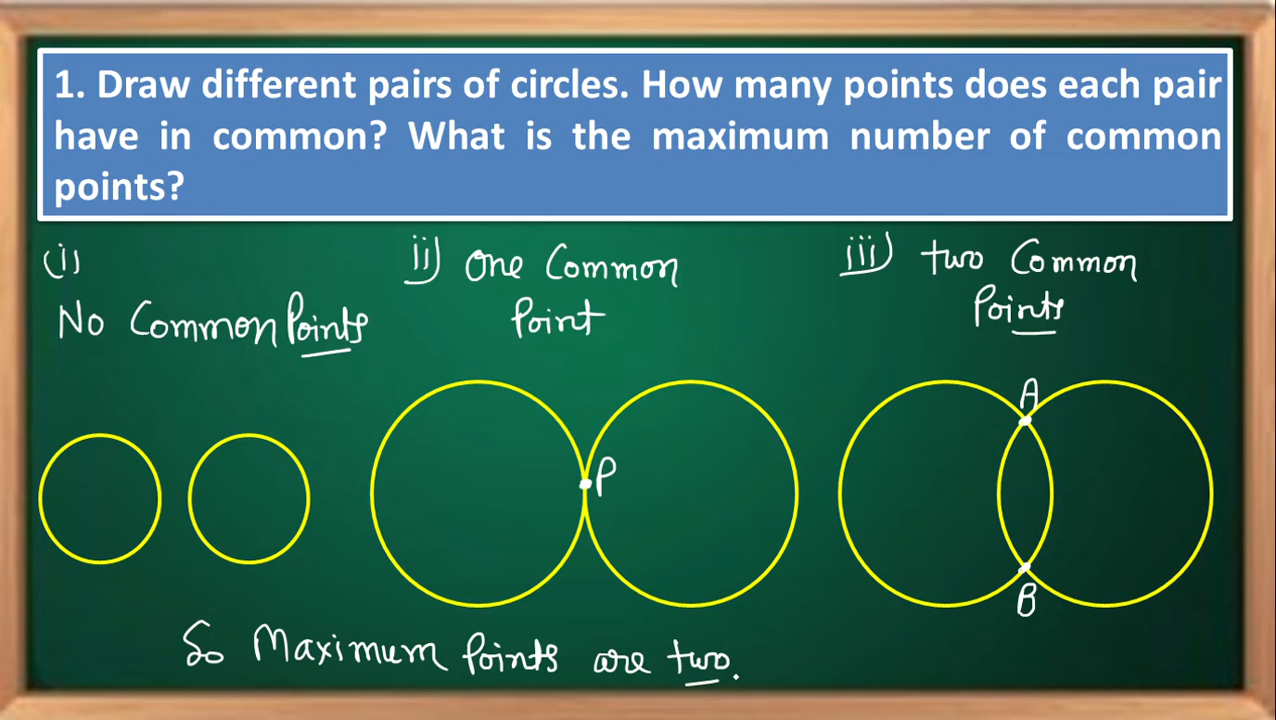 1. Draw different pairs of circles. How many points does each pair
have in common? What is the maximum number of common
points?
(i)
No Common Points
ii) One Common
Point
iii) two Common
Points
P
A
B
So Maximum Points are two.